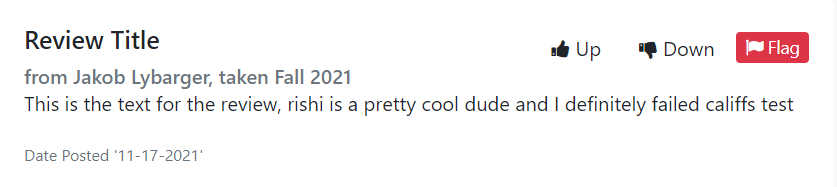 Review Title
Up Down Flag
from Jakob Lybarger, taken Fall 2021
This is the text for the review, rishi is a pretty cool dude and I definitely failed califfs test
Date Posted '11-17-2021'